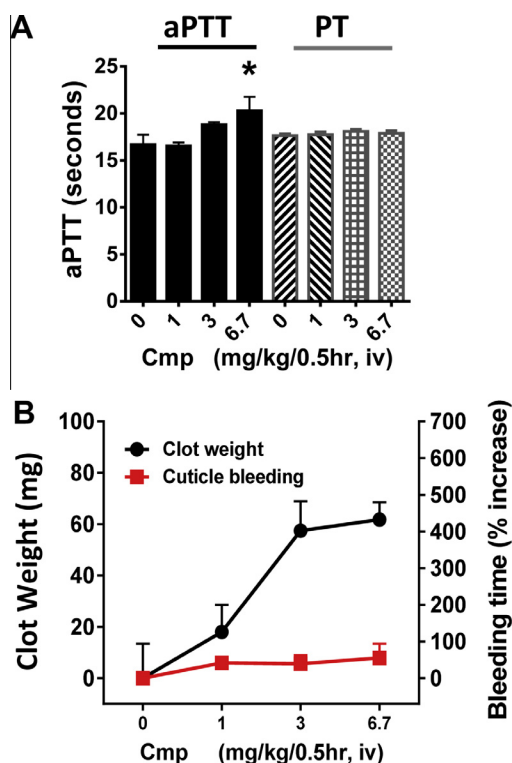 A
aPTT PT
*
25
20
15
10
5
0
aPTT (seconds)
0 1 3 6.7 0 1 3 6.7
Cmp (mg/kg/0.5hr, iv)
B
Clot weight
Cuticle bleeding
100
80
60
40
20
0
Clot Weight (mg)
700
600
500
400
300
200
100
0
Bleeding time (% increase)
0 1 3 6.7
Cmp (mg/kg/0.5hr, iv)